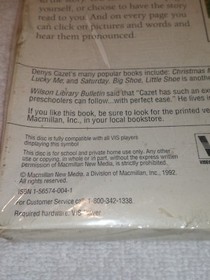 yourself, or choose to have the story
read to you. And on every page you
can click on pictures and words and
hear them pronounced.
Denys Cazet's many popular books include: Christmas
Lucky Me; and Saturday. Big Shoe, Little Shoe is anoth
Wilson Library Bulletin said that "Cazet has such an ex
preschoolers can follow...with perfect ease." He lives i
If you like this book, be sure to look for the printed ve
Macmillan, Inc., in your local bookstore.
This disc is fully compatible with all VIS players
displaying this symbol
This disc is for school and private home use only. Any other
use or copying, in whole or in part, without the express written
permission of Macmillan New Media, is prohibited.
© Macmillan New Media, a Division of Macmillan, Inc., 1992.
All rights reserved.
ISBN 1-56574-004-1
For Customer Service call 1-800-342-1338
Required hardware: VIS player